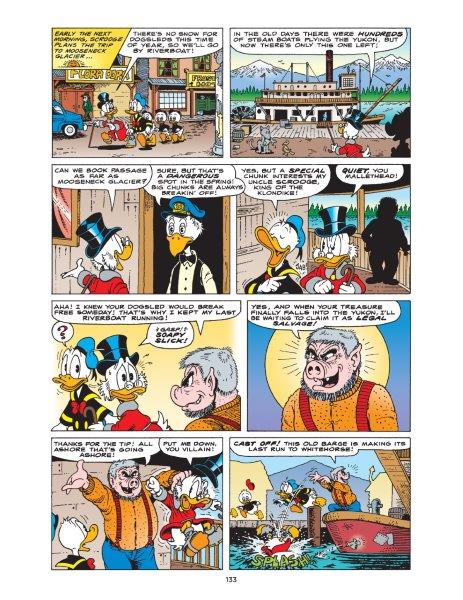 EARLY THE NEXT
MORNING, SCROOGE
PLANS THE TRIP
TO MOOSENECK
GLACIER...
THERE'S NO SNOW FOR
DOGSLEDS THIS TIME
OF YEAR, SO WE'LL GO
BY RIVERBOAT!
FLORA DORA
IN THE OLD DAYS THERE WERE HUNDREDS
OF STEAM BOATS PLYING THE YUKON, BUT
NOW THERE'S ONLY THIS ONE LEFT!
CAN WE BOOK PASSAGE
AS FAR AS
MOOSENECK GLACIER?
SURE, BUT THAT'S
A DANGEROUS
SPOT IN THE SPRING!
BIG CHUNKS ARE ALWAYS
BREAKIN' OFF!
YES, BUT A SPECIAL
CHUNK INTERESTS MY
UNCLE SCROOGE,
KING OF THE
KLONDIKE!
QUIET, YOU
MALLETHEAD!
AHA! I KNEW YOUR DOGSLED WOULD BREAK
FREE SOMEDAY! THAT'S WHY I KEPT MY LAST
RIVERBOAT RUNNING!
?
(GASP!)
SOAPY
SLICK!
YES, AND WHEN YOUR TREASURE
FINALLY FALLS INTO THE YUKON, I'LL
BE WAITING TO CLAIM IT AS LEGAL
SALVAGE!
THANKS FOR THE TIP! ALL
ASHORE THAT'S GOING
ASHORE!
PUT ME DOWN,
YOU VILLAIN!
CAST OFF! THIS OLD BARGE IS MAKING ITS
LAST RUN TO WHITEHORSE!
SPLASH!
133